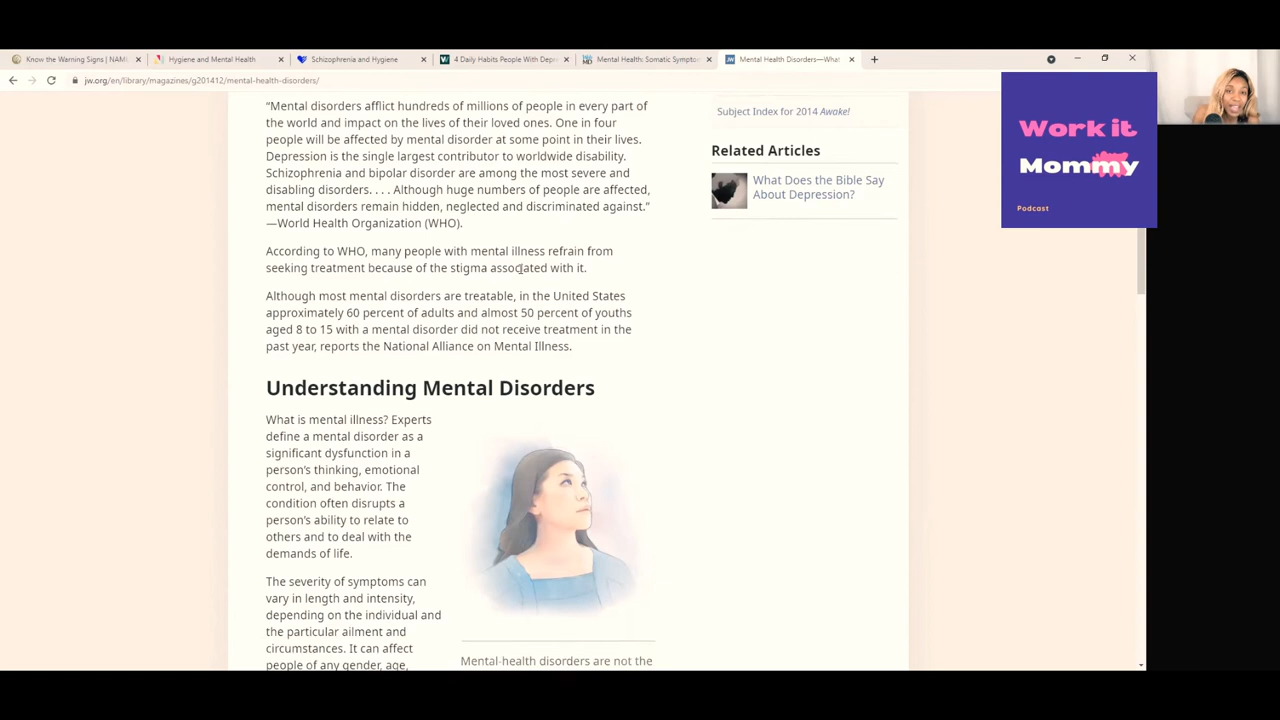 Know the Warning Signs | NAMI
Hygiene and Mental Health
Schizophrenia and Hygiene
4 Daily Habits People With Depr
Mental Health: Somatic Sympto
Mental Health Disorders—What
jw.org/en/library/magazines/g201412/mental-health-disorders/
“Mental disorders afflict hundreds of millions of people in every part of
the world and impact on the lives of their loved ones. One in four
people will be affected by mental disorder at some point in their lives.
Depression is the single largest contributor to worldwide disability.
Schizophrenia and bipolar disorder are among the most severe and
disabling disorders. . . . Although huge numbers of people are affected,
mental disorders remain hidden, neglected and discriminated against.”
—World Health Organization (WHO).
According to WHO, many people with mental illness refrain from
seeking treatment because of the stigma associated with it.
Although most mental disorders are treatable, in the United States
approximately 60 percent of adults and almost 50 percent of youths
aged 8 to 15 with a mental disorder did not receive treatment in the
past year, reports the National Alliance on Mental Illness.
Understanding Mental Disorders
What is mental illness? Experts
define a mental disorder as a
significant dysfunction in a
person’s thinking, emotional
control, and behavior. The
condition often disrupts a
person’s ability to relate to
others and to deal with the
demands of life.
The severity of symptoms can
vary in length and intensity,
depending on the individual and
the particular ailment and
circumstances. It can affect
people of any gender, age,
Mental-health disorders are not the
Subject Index for 2014 Awake!
Related Articles
What Does the Bible Say
About Depression?
Work it
Mommy
Podcast